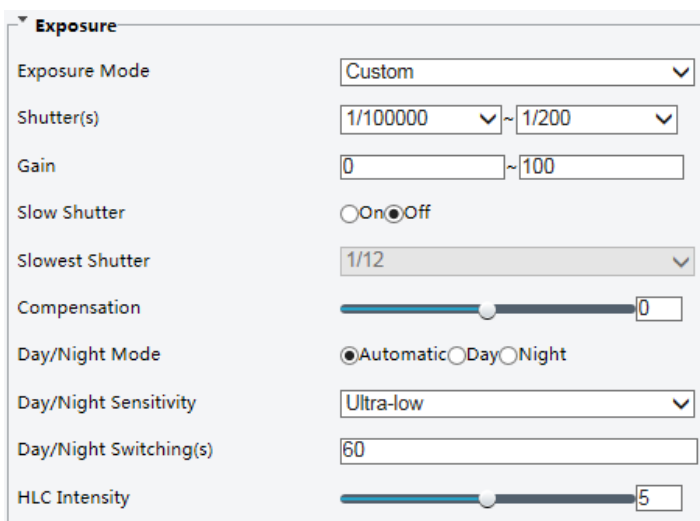 Exposure
Exposure Mode Custom
Shutter(s) 1/100000 ~ 1/200
Gain 0 ~ 100
Slow Shutter On Off
Slowest Shutter 1/12
Compensation 0
Day/Night Mode Automatic Day Night
Day/Night Sensitivity Ultra-low
Day/Night Switching(s) 60
HLC Intensity 5